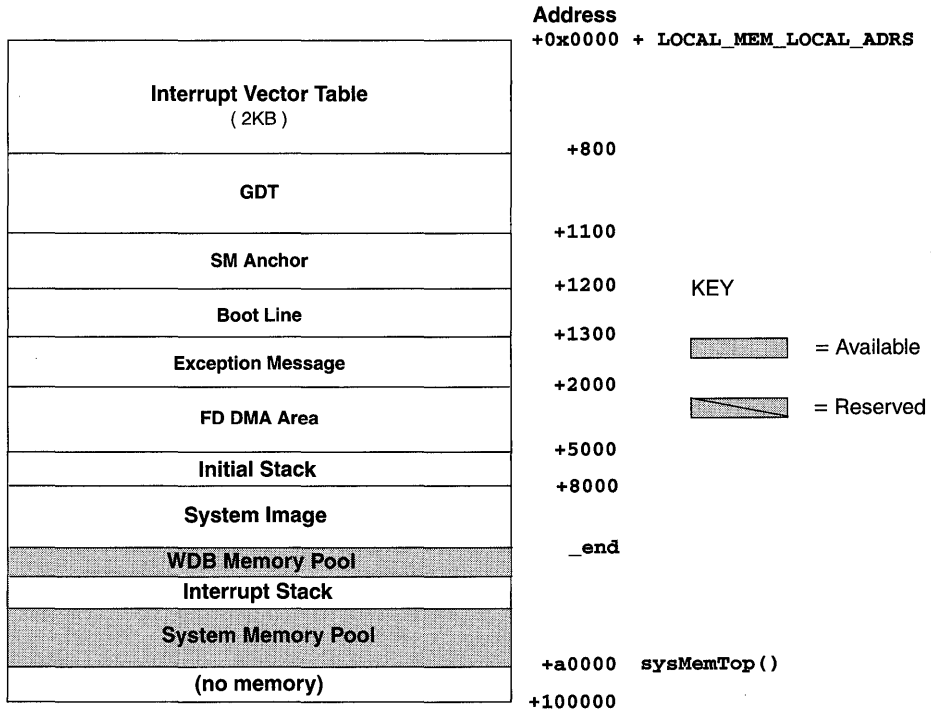 Address
+0x0000 + LOCAL_MEM_LOCAL_ADRS
Interrupt Vector Table
( 2KB )
+800
GDT
+1100
SM Anchor
+1200
KEY
Boot Line
+1300
= Available
Exception Message
+2000
= Reserved
FD DMA Area
+5000
Initial Stack
+8000
System Image
_end
WDB Memory Pool
Interrupt Stack
System Memory Pool
+a0000 sysMemTop()
(no memory)
+100000